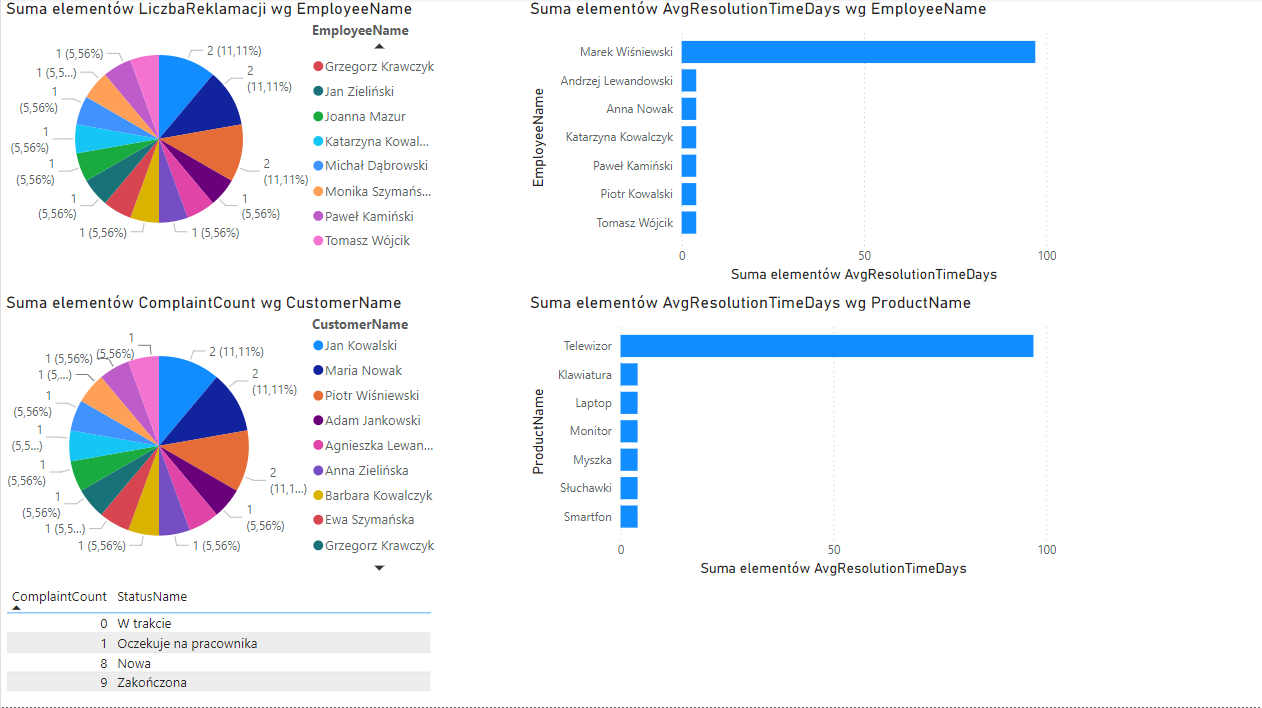 Suma elementów LiczbaReklamacji wg EmployeeName
2 (11,11%)
2
(11,11%)
2
(11,11%)
1
(5,56%)
1 (5,56%)
1 (5,56%)
1
(5,56%)
1
(5,56%)
1
(5,56%)
1
(5,56%)
1 (5,5...)
1 (5,56%)
EmployeeName
Grzegorz Krawczyk
Jan Zieliński
Joanna Mazur
Katarzyna Kowal...
Michał Dąbrowski
Monika Szymańs...
Paweł Kamiński
Tomasz Wójcik
Suma elementów AvgResolutionTimeDays wg EmployeeName
EmployeeName
Marek Wiśniewski
Andrzej Lewandowski
Anna Nowak
Katarzyna Kowalczyk
Paweł Kamiński
Piotr Kowalski
Tomasz Wójcik
0 50 100
Suma elementów AvgResolutionTimeDays
Suma elementów ComplaintCount wg CustomerName
2 (11,11%)
2
(11,11%)
2
(11,1...)
1
(5,56%)
1 (5,56%)
1 (5,56%)
1 (5,5...)
1
(5,56%)
1
(5,56%)
1
(5,5...)
1
(5,56%)
1 (5,...)
1 (5,56%)
1
(5,56%)
CustomerName
Jan Kowalski
Maria Nowak
Piotr Wiśniewski
Adam Jankowski
Agnieszka Lewan...
Anna Zielińska
Barbara Kowalczyk
Ewa Szymańska
Grzegorz Krawczyk
Suma elementów AvgResolutionTimeDays wg ProductName
ProductName
Telewizor
Klawiatura
Laptop
Monitor
Myszka
Słuchawki
Smartfon
0 50 100
Suma elementów AvgResolutionTimeDays
ComplaintCount StatusName
0 W trakcie
1 Oczekuje na pracownika
8 Nowa
9 Zakończona